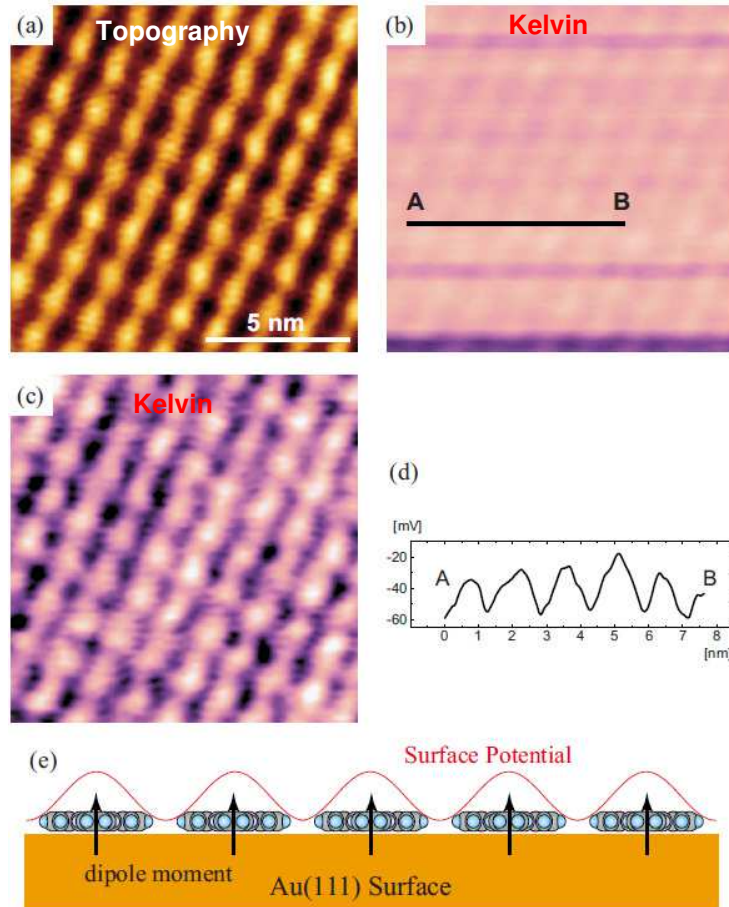 (a) Topography
5 nm
(b) Kelvin
A B
(c) Kelvin
(d)
[mV]
-20
-40
-60
A B
0 1 2 3 4 5 6 7 8
[nm]
(e)
Surface Potential
dipole moment
Au(111) Surface